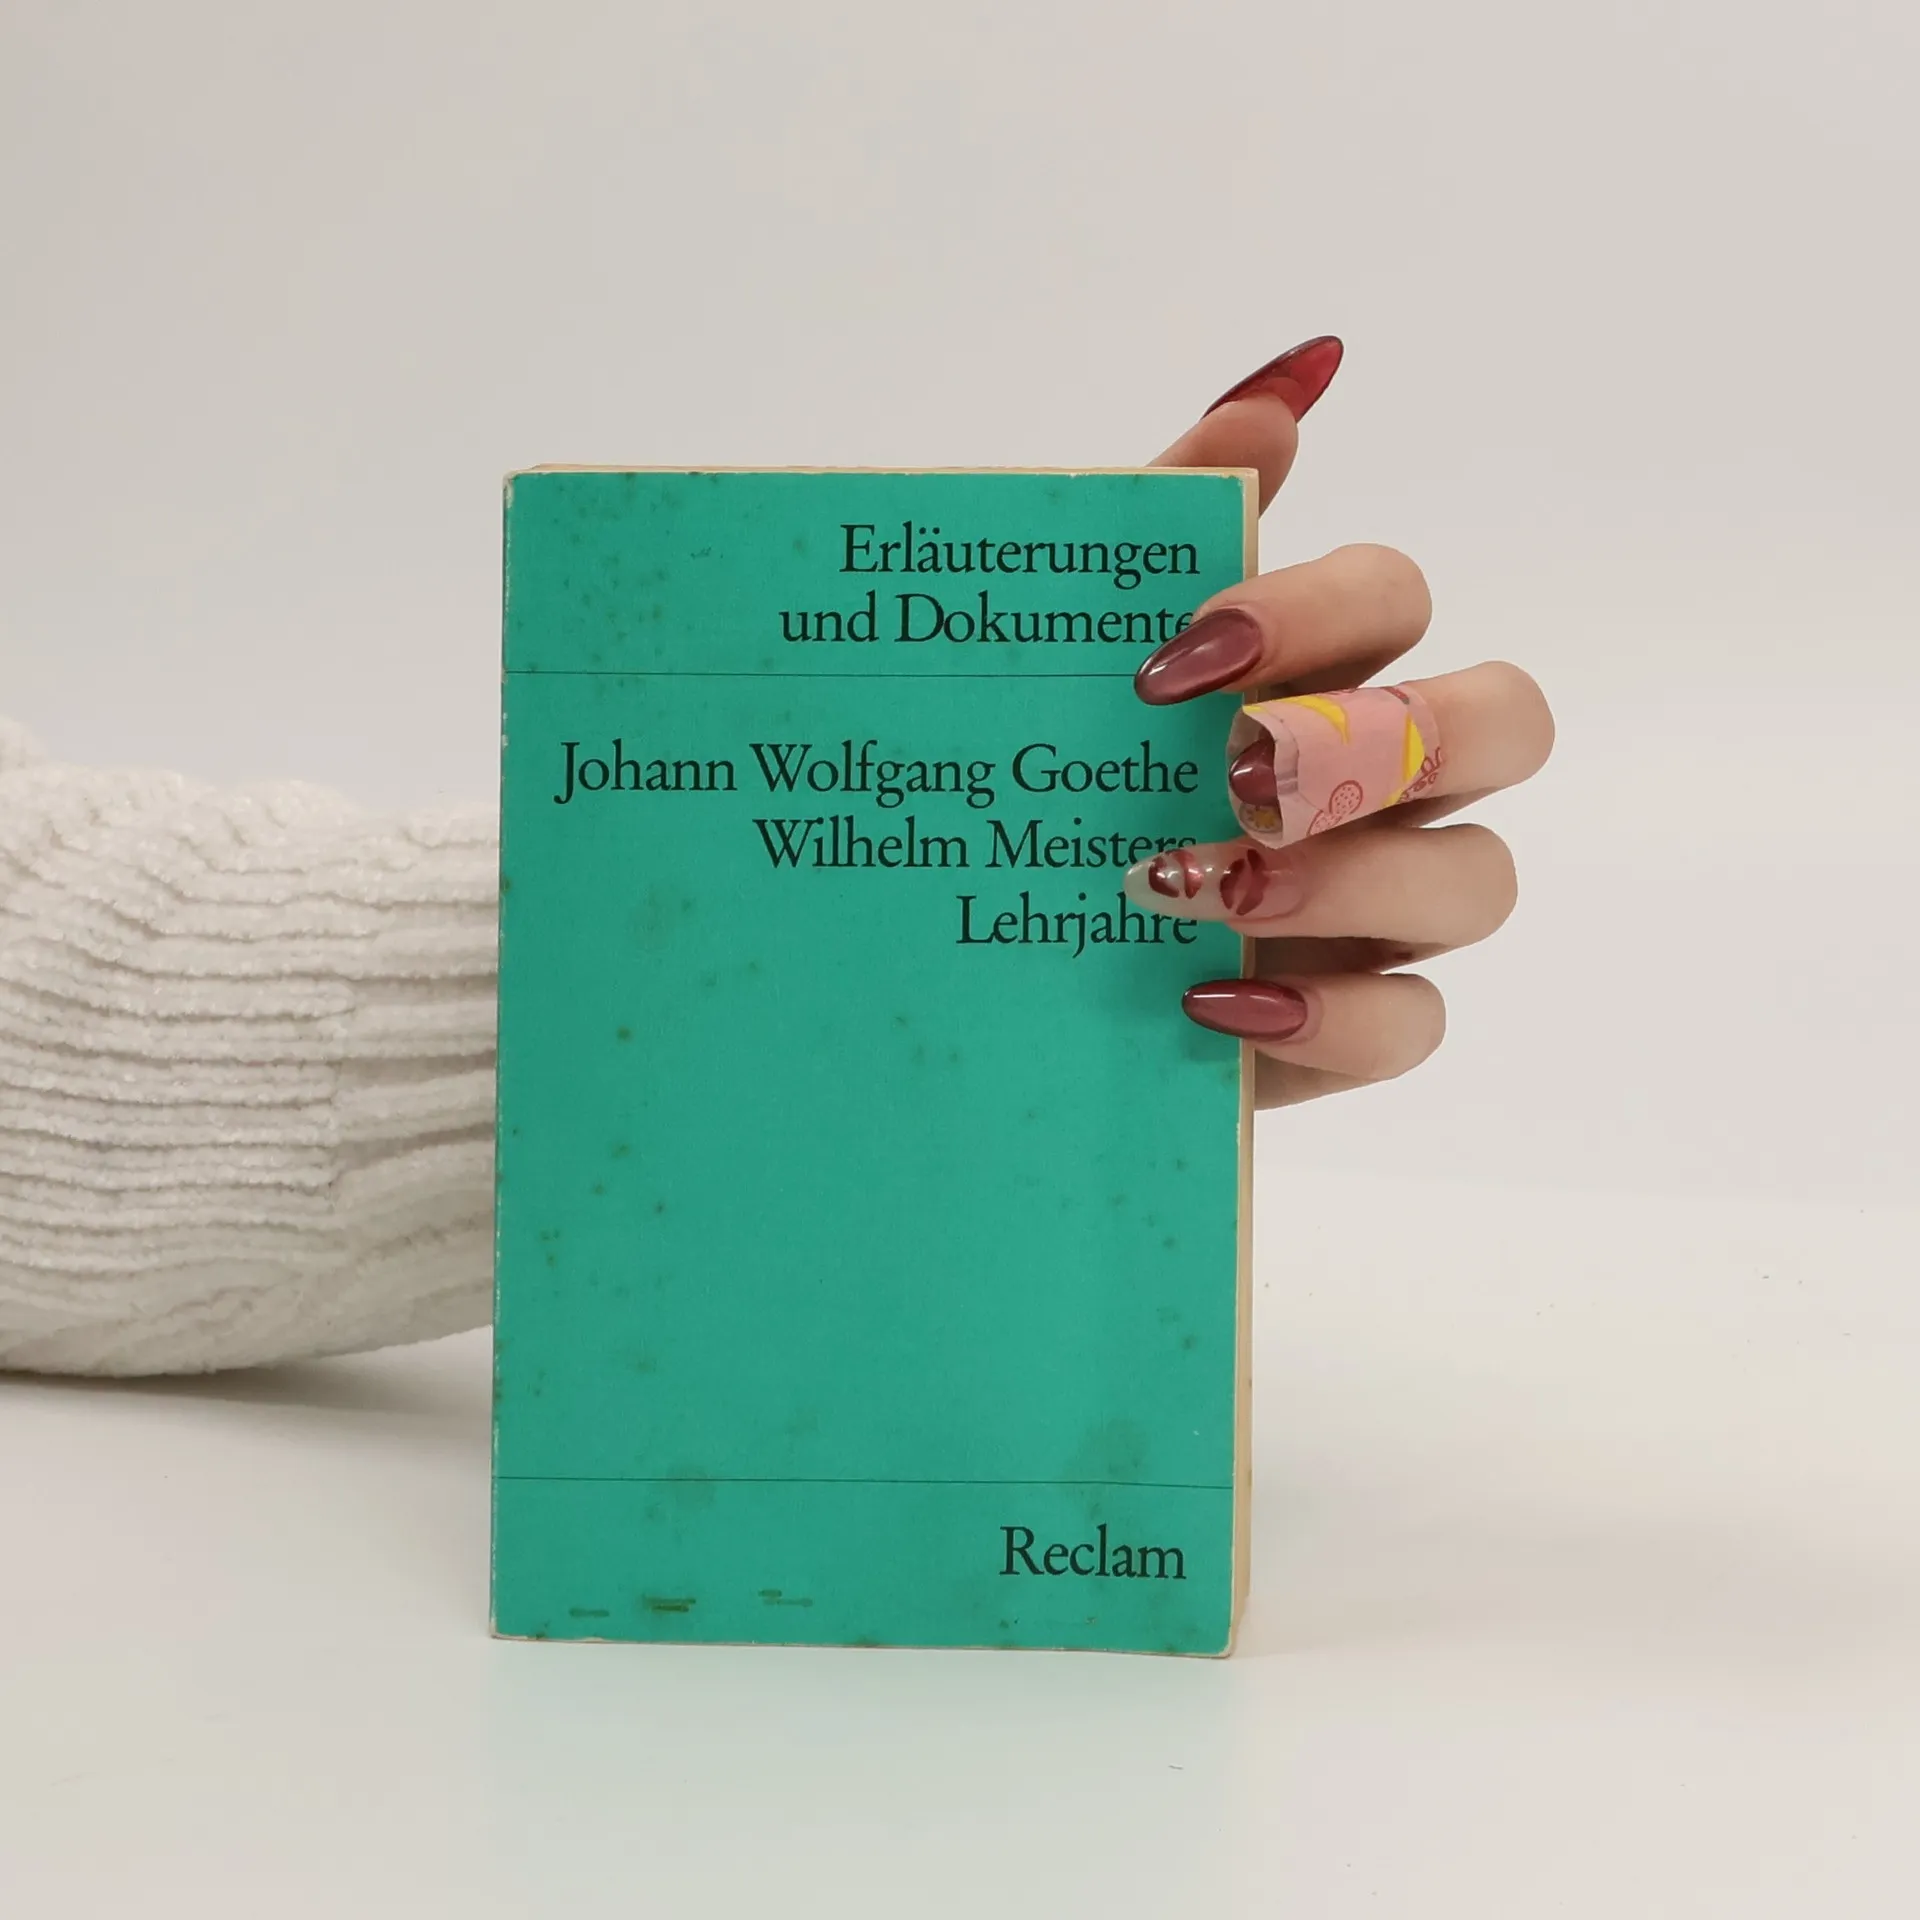 Erläuterungen
und Dokumente
Johann Wolfgang Goethe
Wilhelm Meisters
Lehrjahre
Reclam